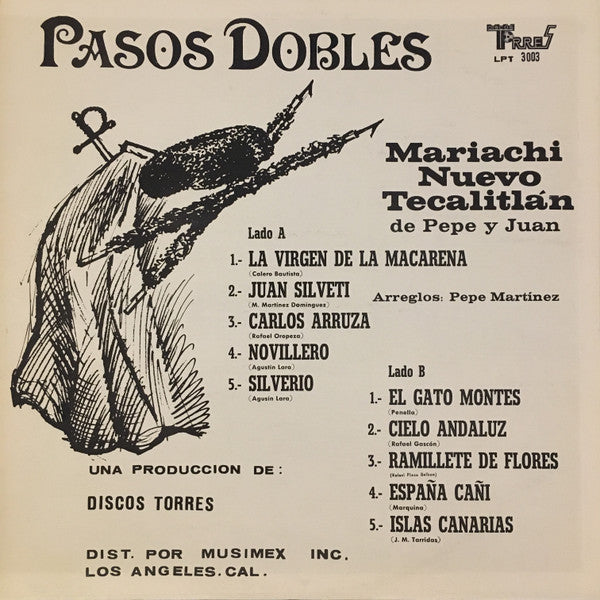 PASOS DOBLES
DISCOS
TORRES
LPT 3003
Mariachi
Nuevo
Tecalitlán
de Pepe y Juan
Arreglos: Pepe Martínez
Lado A
1.- LA VIRGEN DE LA MACARENA
(Calero Bautista)
2.- JUAN SILVETI
(M. Martínez Domínguez)
3.- CARLOS ARRUZA
(Rafael Oropeza)
4.- NOVILLERO
(Agustín Lara)
5.- SILVERIO
(Agusín Lara)
Lado B
1.- EL GATO MONTES
(Penella)
2.- CIELO ANDALUZ
(Rafael Gascón)
3.- RAMILLETE DE FLORES
4.- ESPAÑA CAÑI
(Marquina)
5.- ISLAS CANARIAS
(J. M. Tarridas)
UNA PRODUCCION DE:
DISCOS TORRES
DIST. POR MUSIMEX INC.
LOS ANGELES. CAL.